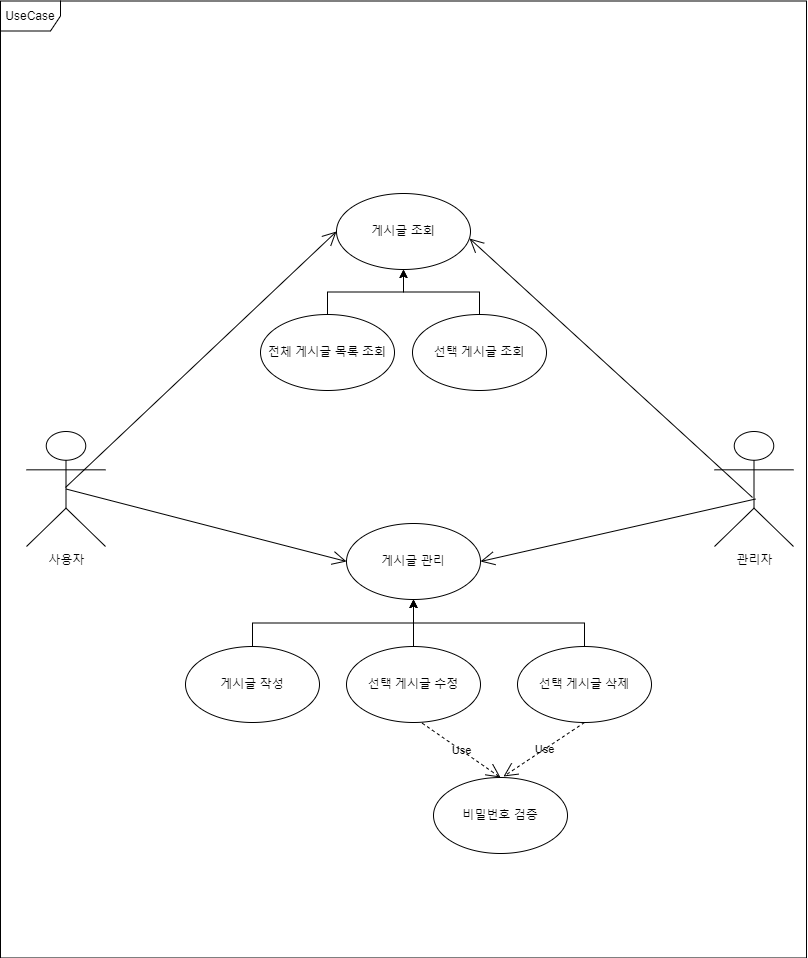 UseCase
게시글 조회
전체 게시글 목록 조회
선택 게시글 조회
사용자
관리자
게시글 관리
게시글 작성
선택 게시글 수정
선택 게시글 삭제
Use
Use
비밀번호 검증